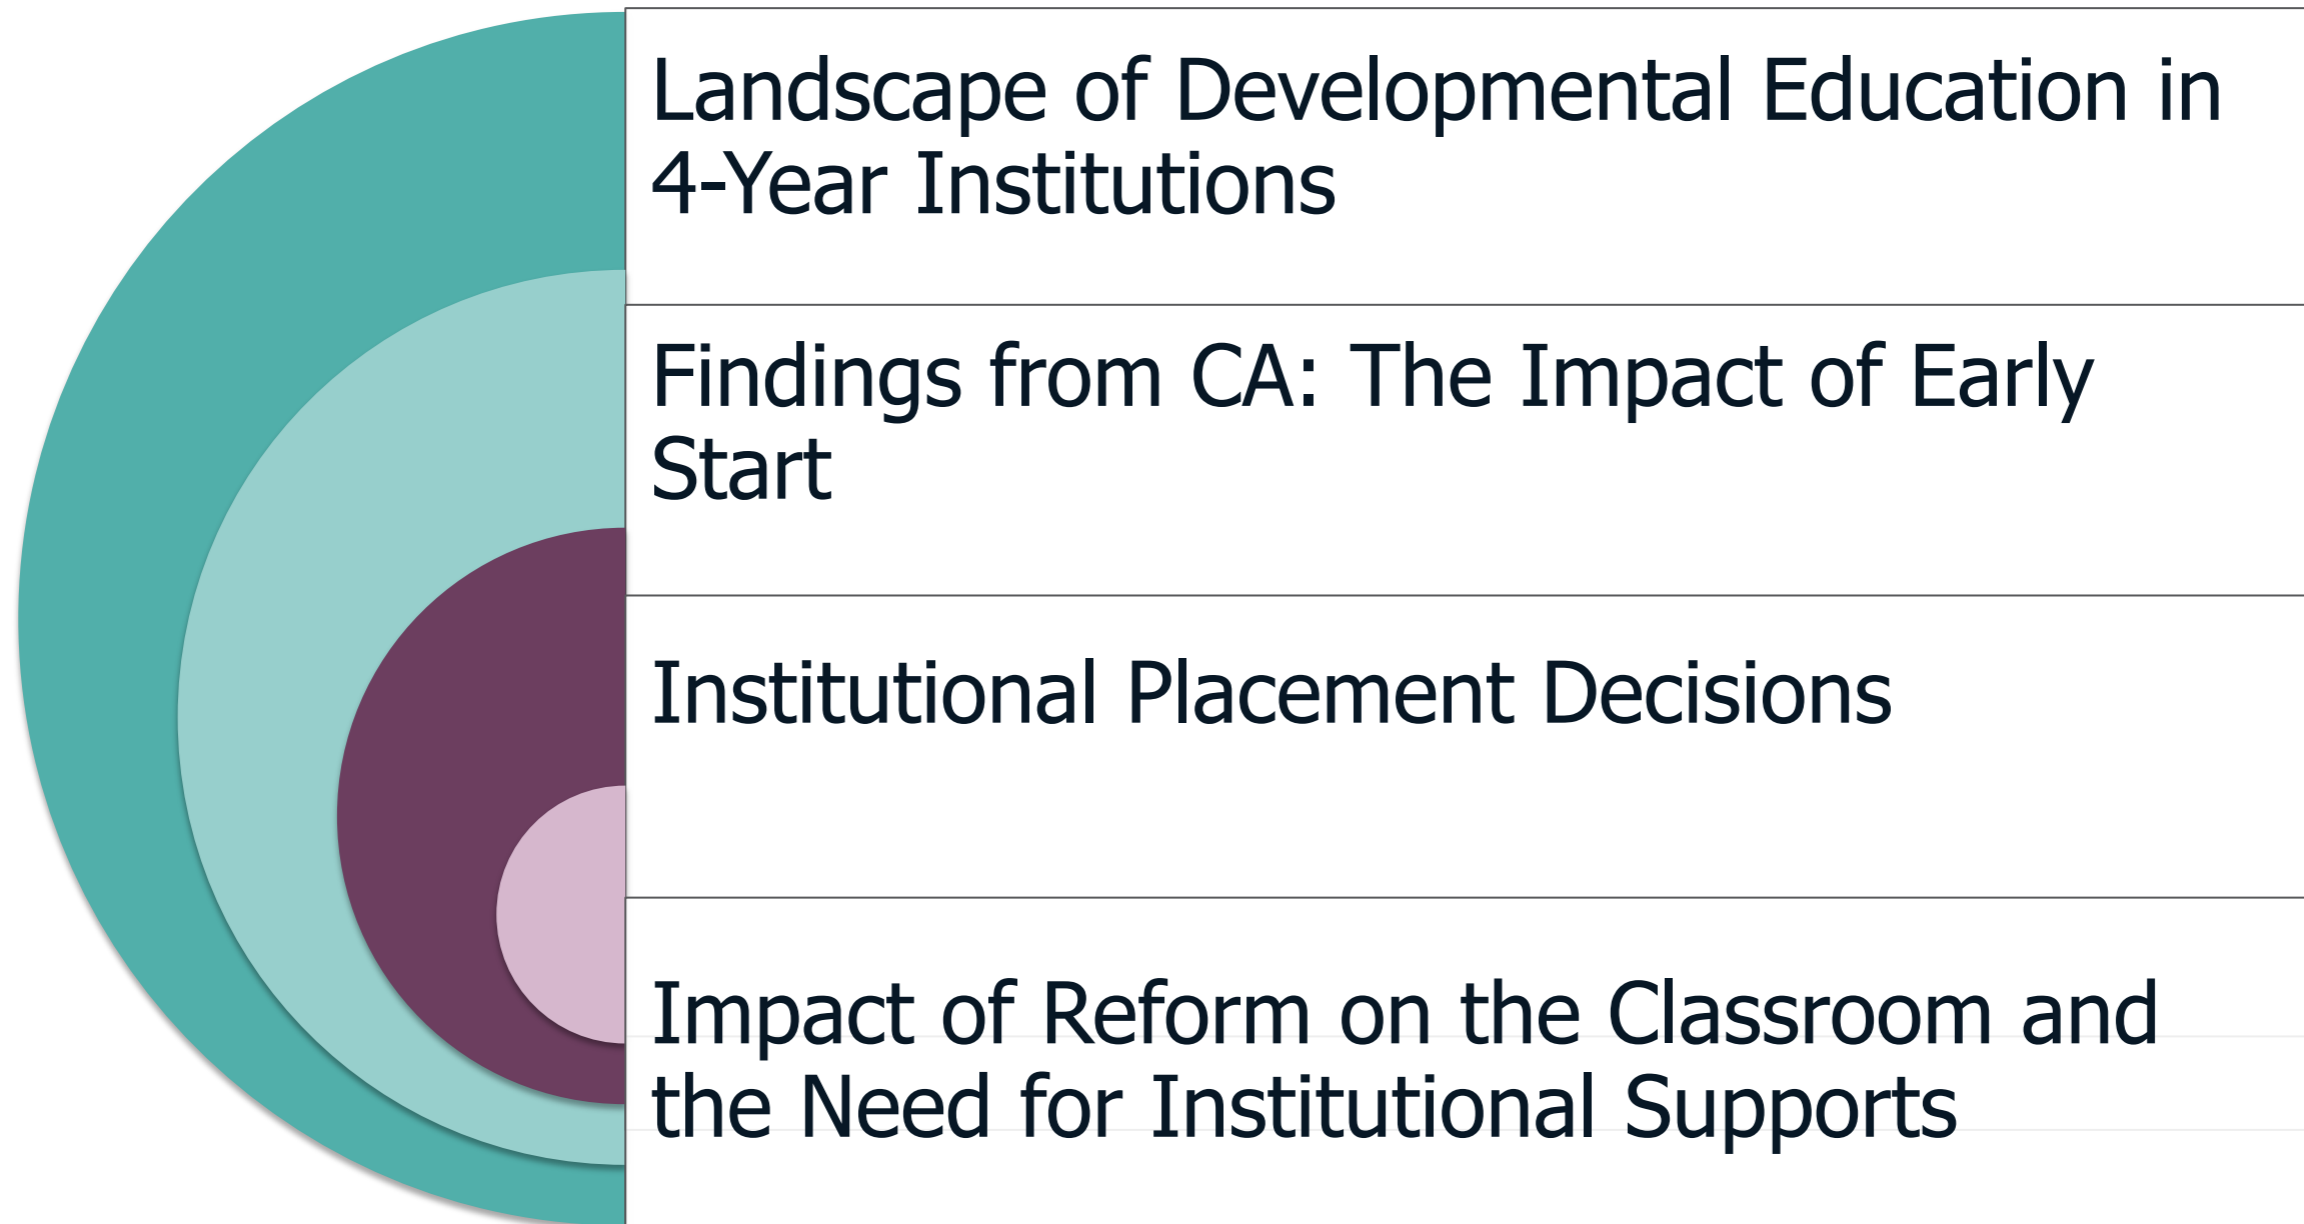 Landscape of Developmental Education in
4-Year Institutions
Findings from CA: The Impact of Early
Start
Institutional Placement Decisions
Impact of Reform on the Classroom and
the Need for Institutional Supports